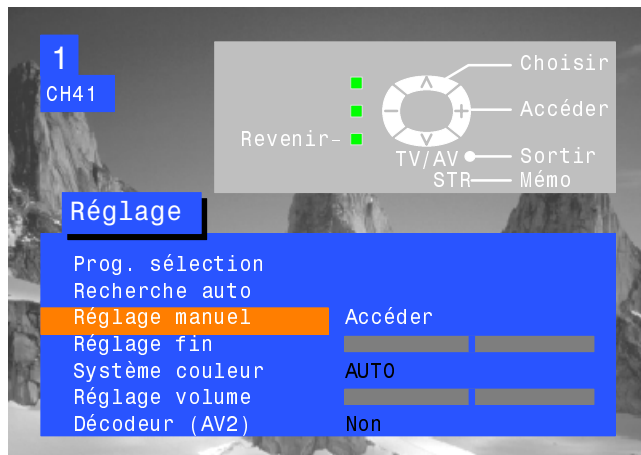 1
CH41
Choisir
Accéder
Revenir-
TV/AV
Sortir
STR
Mémo
Réglage
Prog. sélection
Recherche auto
Réglage manuel Accéder
Réglage fin
Système couleur AUTO
Réglage volume
Décodeur (AV2) Non